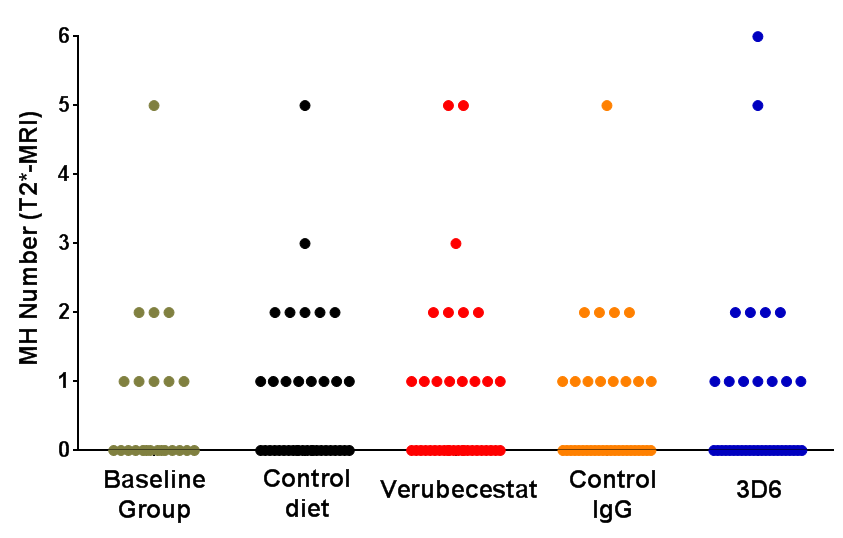 6
5
4
3
2
1
0
MH Number (T2*-MRI)
Baseline
Group
Control
diet
Verubecestat
Control
IgG
3D6